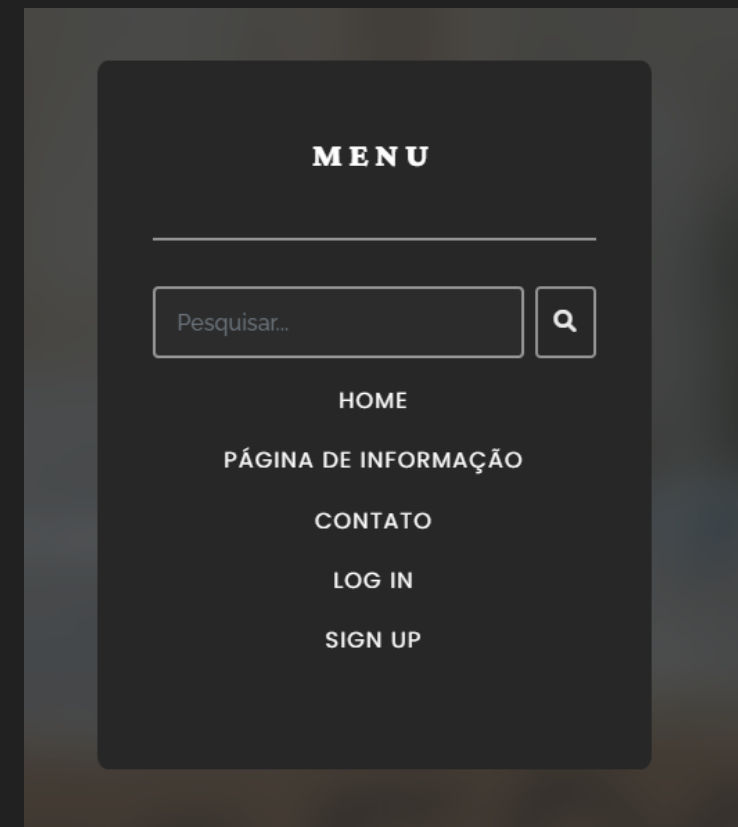 MENU
Pesquisar...
HOME
PÁGINA DE INFORMAÇÃO
CONTATO
LOG IN
SIGN UP